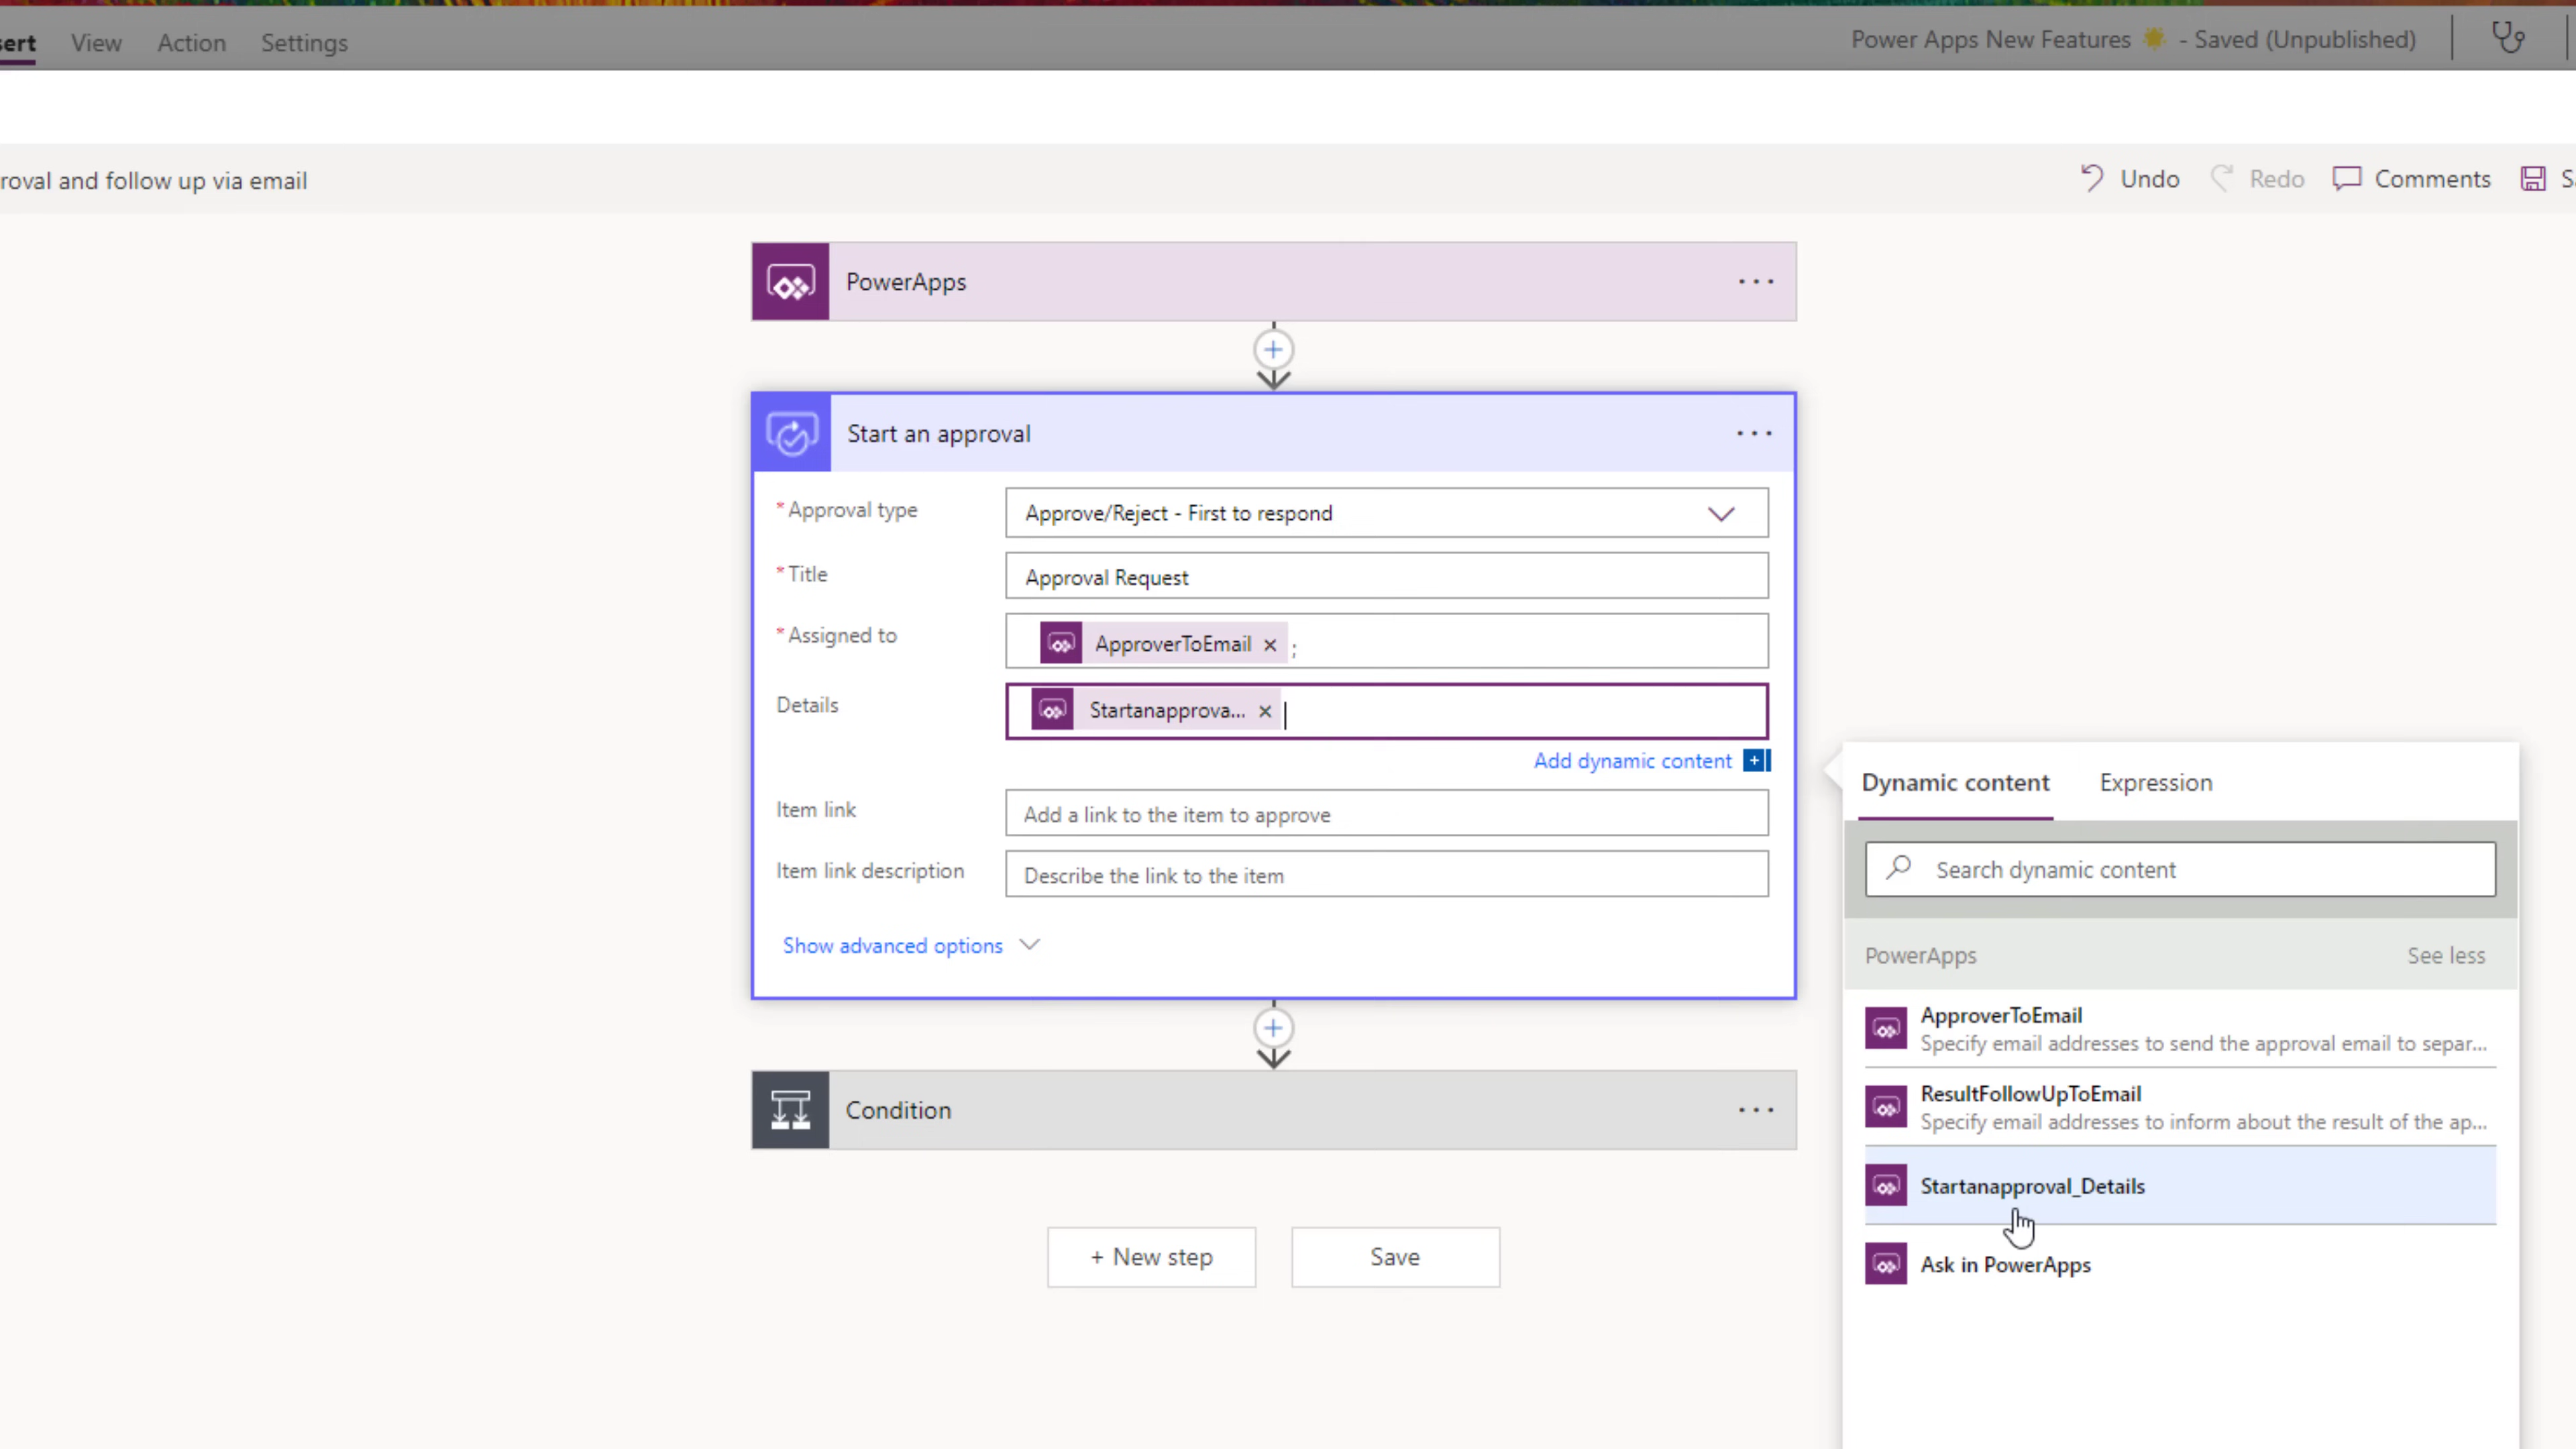 sert View Action Settings Power Apps New Features - Saved (Unpublished)
roval and follow up via email Undo Redo Comments S
PowerApps
Start an approval
* Approval type Approve/Reject - First to respond
* Title Approval Request
* Assigned to ApproverToEmail × ;
Details Startanapprova... ×
Add dynamic content
Item link Add a link to the item to approve
Item link description Describe the link to the item
Show advanced options
Condition
+ New step Save
Dynamic content Expression
Search dynamic content
PowerApps See less
ApproverToEmail
Specify email addresses to send the approval email to separ...
ResultFollowUpToEmail
Specify email addresses to inform about the result of the ap...
Startanapproval_Details
Ask in PowerApps